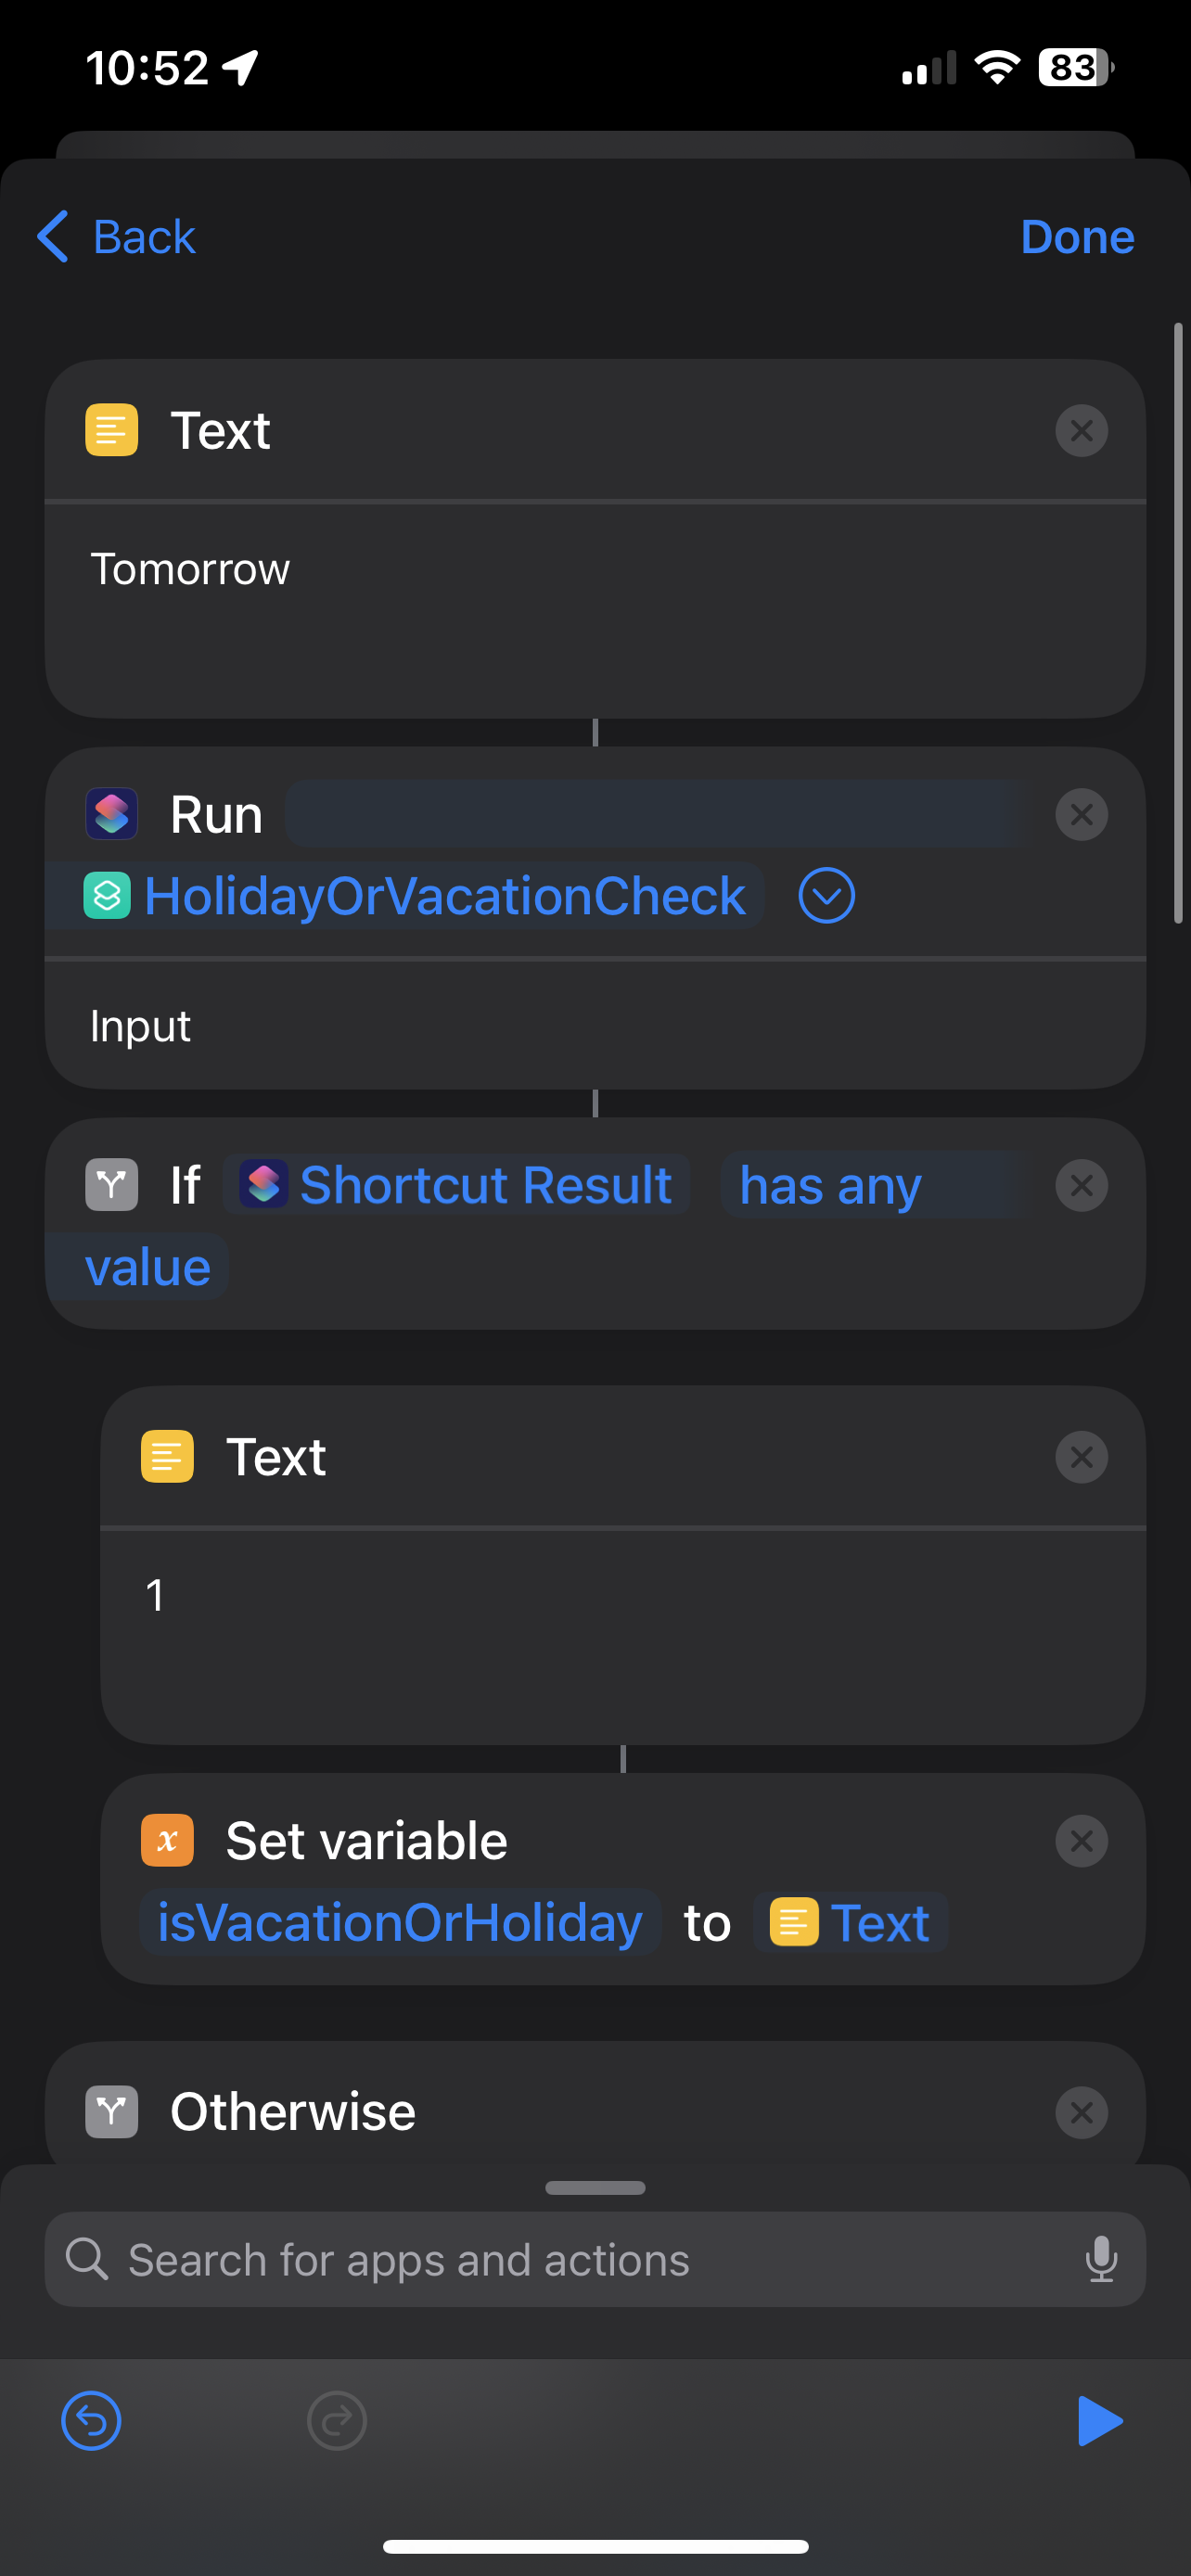 10:52
83
Back
Done
Text
Tomorrow
Run
HolidayOrVacationCheck
Input
If Shortcut Result has any
value
Text
1
Set variable
isVacationOrHoliday to Text
Otherwise
Search for apps and actions